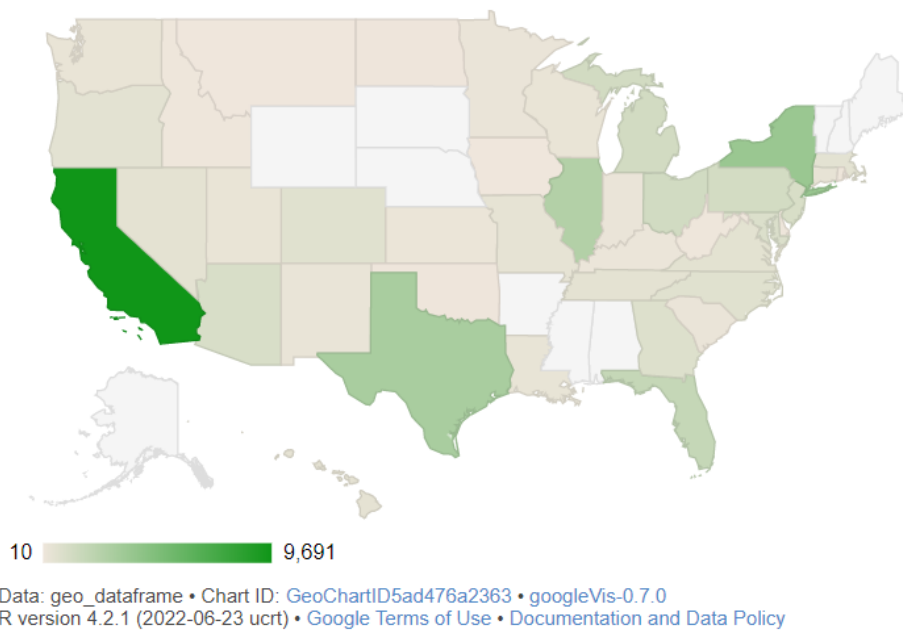 10 9,691
Data: geo_dataframe • Chart ID: GeoChartID5ad476a2363 • googleVis-0.7.0
R version 4.2.1 (2022-06-23 ucrt) • Google Terms of Use • Documentation and Data Policy